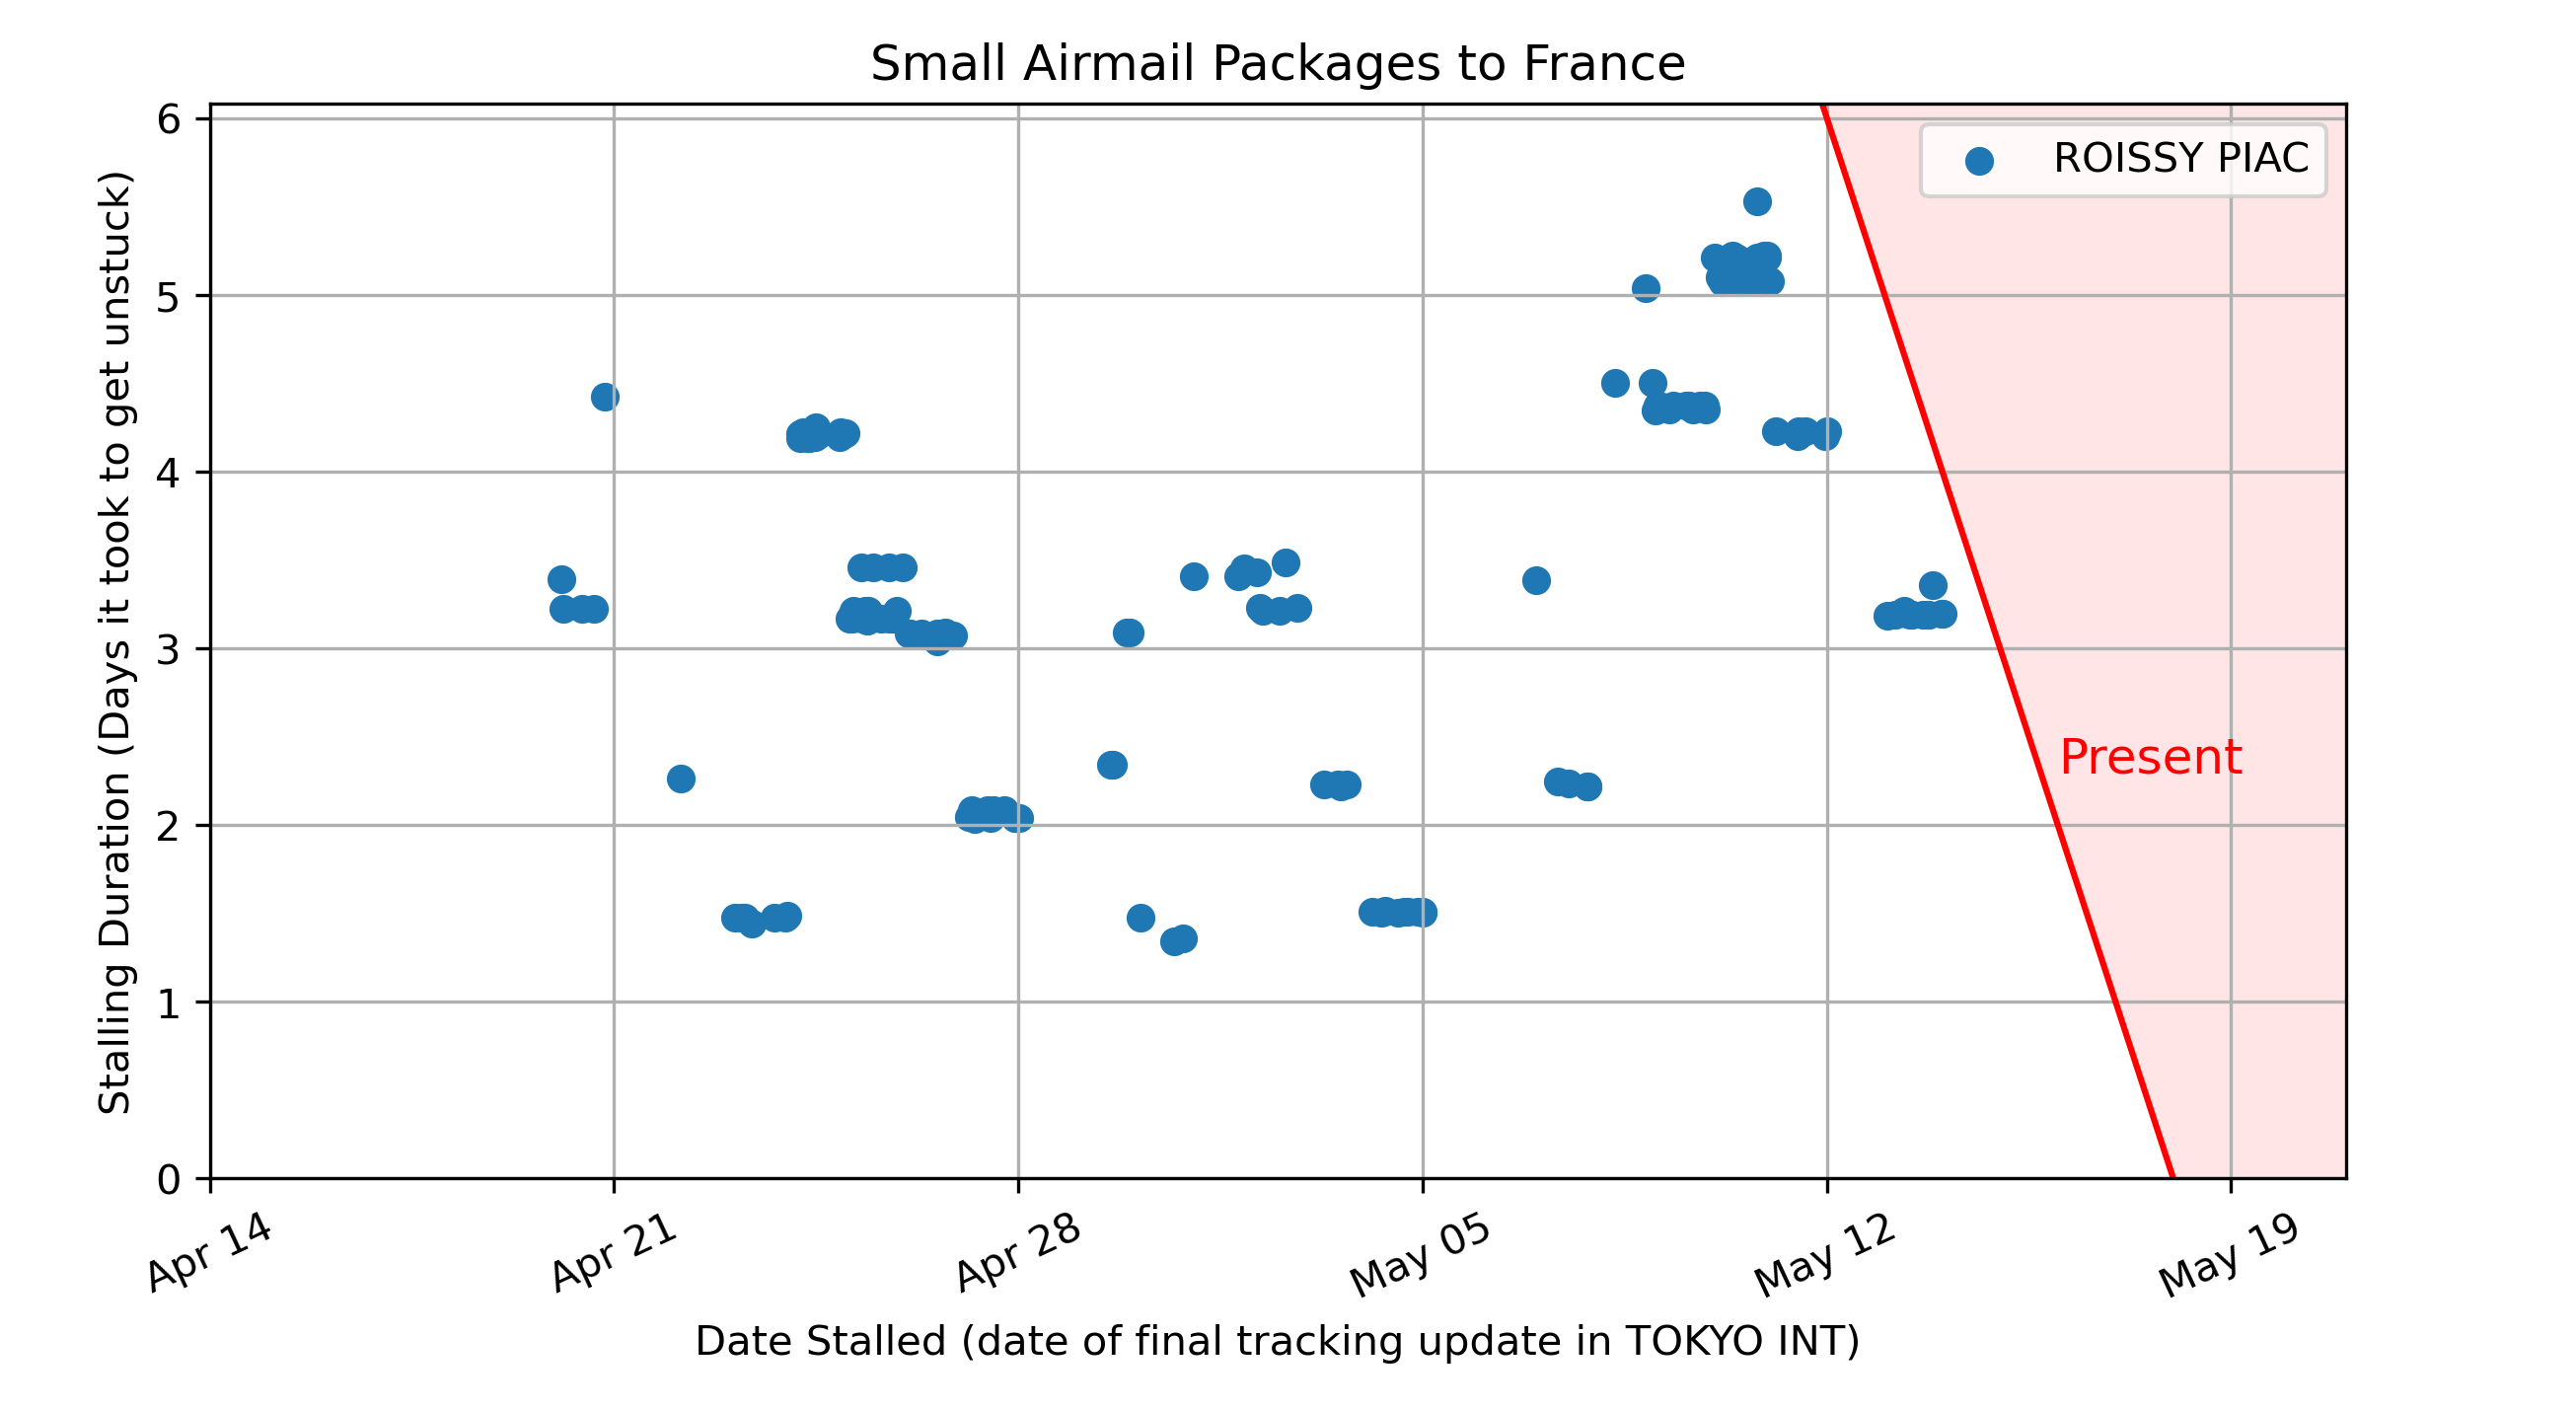 Small Airmail Packages to France
Stalling Duration (Days it took to get unstuck)
6
5
4
3
2
1
0
ROISSY PIAC
Present
Apr 14
Apr 21
Apr 28
May 05
May 12
May 19
Date Stalled (date of final tracking update in TOKYO INT)